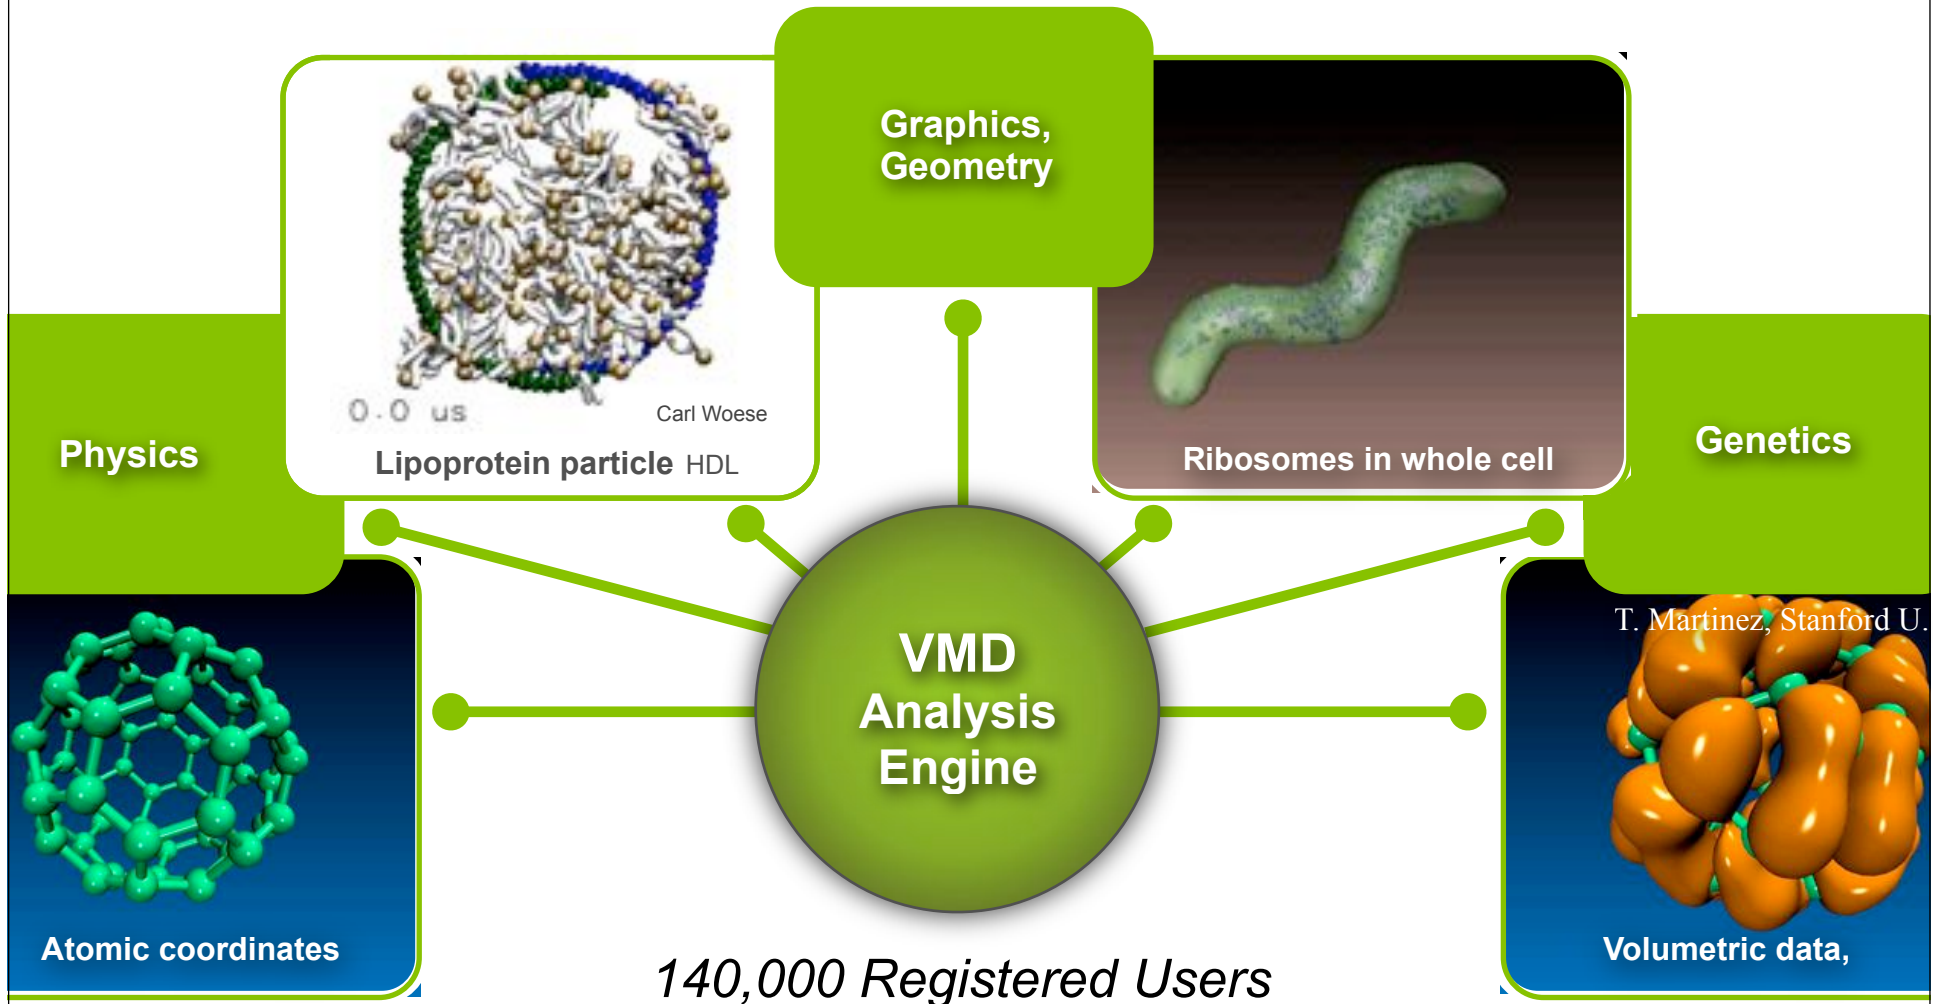 Graphics,
Geometry
0.0 us
Carl Woese
Lipoprotein particle HDL
Ribosomes in whole cell
Physics
Genetics
T. Martinez, Stanford U.
VMD
Analysis
Engine
Atomic coordinates
Volumetric data,
140,000 Registered Users